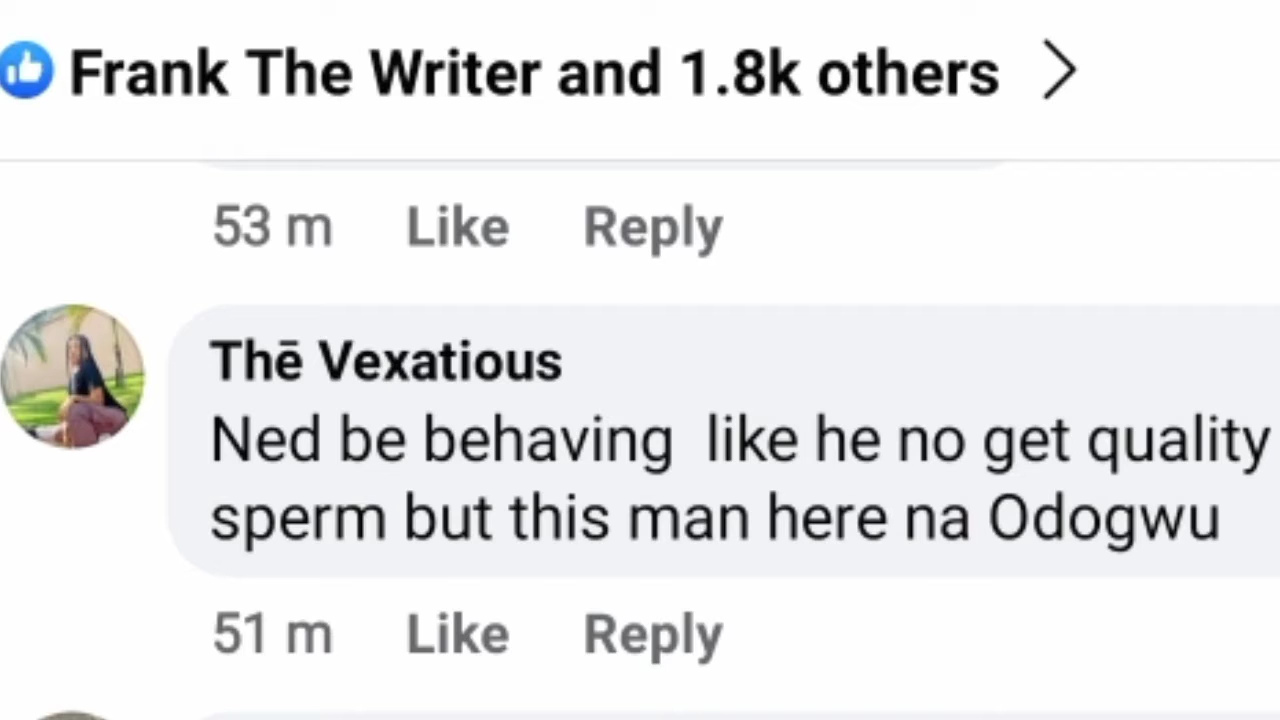 Frank The Writer and 1.8k others
53 m Like Reply
Thē Vexatious
Ned be behaving like he no get quality
sperm but this man here na Odogwu
51 m Like Reply